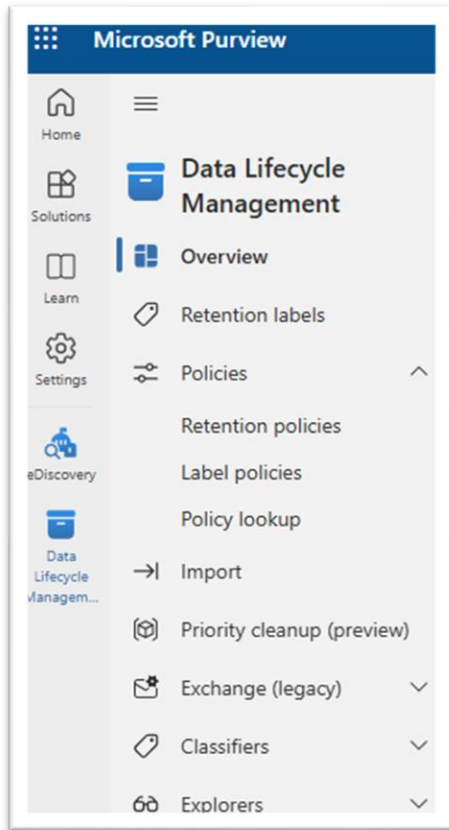 Microsoft Purview
Home
Solutions
Learn
Settings
eDiscovery
Data
Lifecycle
Managem...
Data Lifecycle
Management
Overview
Retention labels
Policies
Retention policies
Label policies
Policy lookup
Import
Priority cleanup (preview)
Exchange (legacy)
Classifiers
Explorers